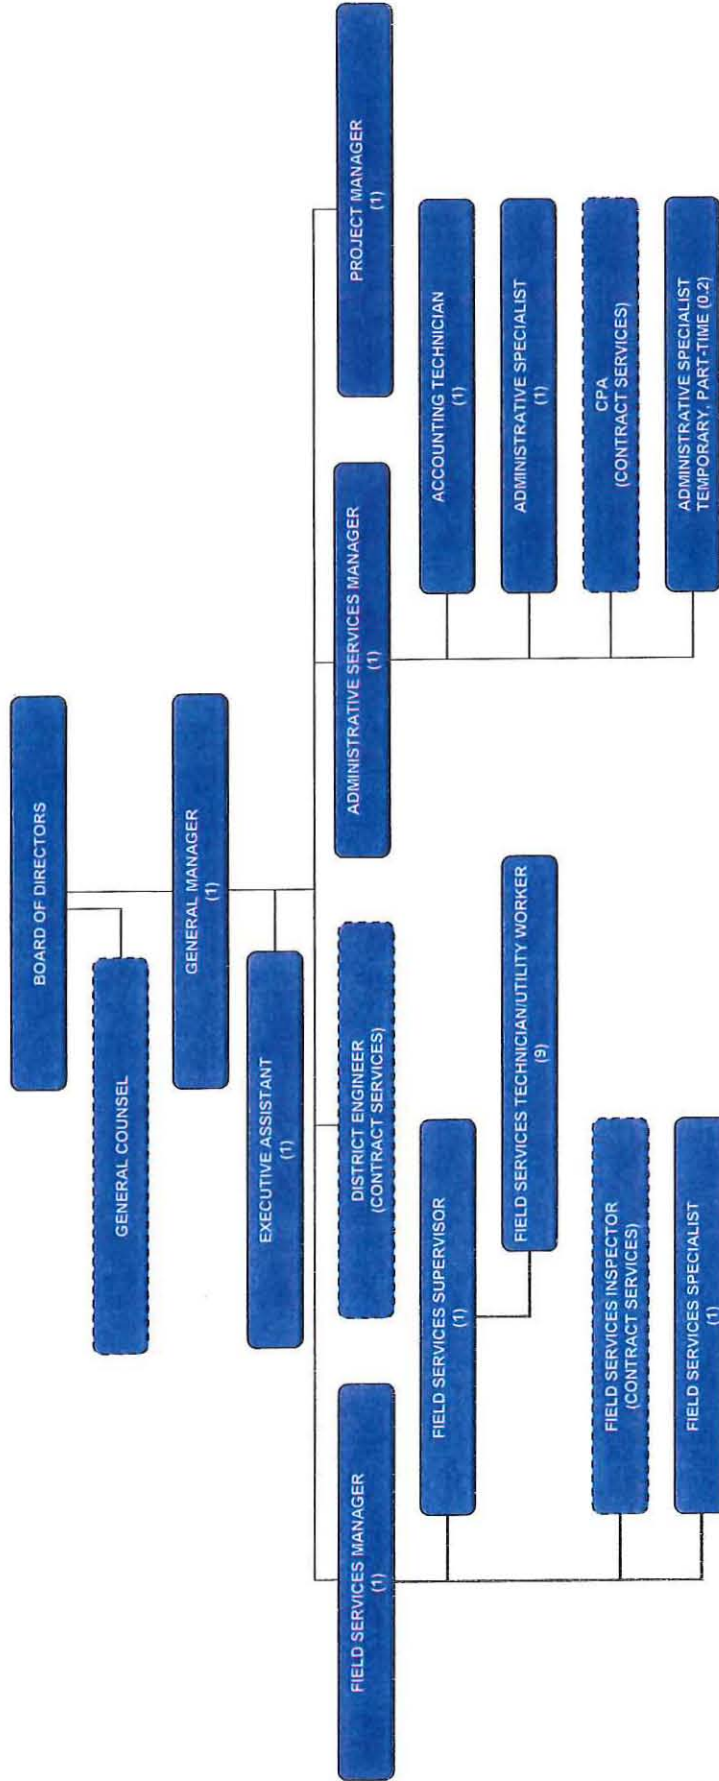 BOARD OF DIRECTORS
GENERAL COUNSEL
GENERAL MANAGER
(1)
EXECUTIVE ASSISTANT
(1)
FIELD SERVICES MANAGER
(1)
DISTRICT ENGINEER
(CONTRACT SERVICES)
ADMINISTRATIVE SERVICES MANAGER
(1)
PROJECT MANAGER
(1)
FIELD SERVICES SUPERVISOR
(1)
FIELD SERVICES TECHNICIAN/UTILITY WORKER
(9)
FIELD SERVICES INSPECTOR
(CONTRACT SERVICES)
FIELD SERVICES SPECIALIST
(1)
ACCOUNTING TECHNICIAN
(1)
ADMINISTRATIVE SPECIALIST
(1)
CPA
(CONTRACT SERVICES)
ADMINISTRATIVE SPECIALIST
TEMPORARY, PART-TIME (0.2)